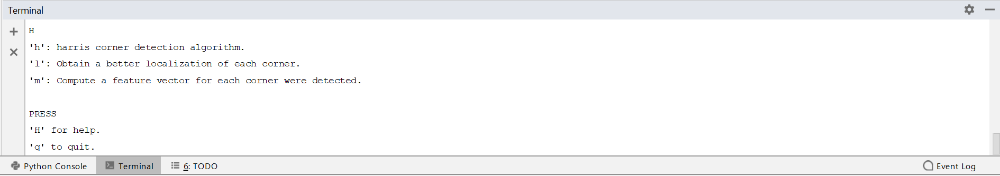 Terminal
H
'h': harris corner detection algorithm.
'l': Obtain a better localization of each corner.
'm': Compute a feature vector for each corner were detected.
PRESS
'H' for help.
'q' to quit.
Python Console Terminal 6: TODO Event Log